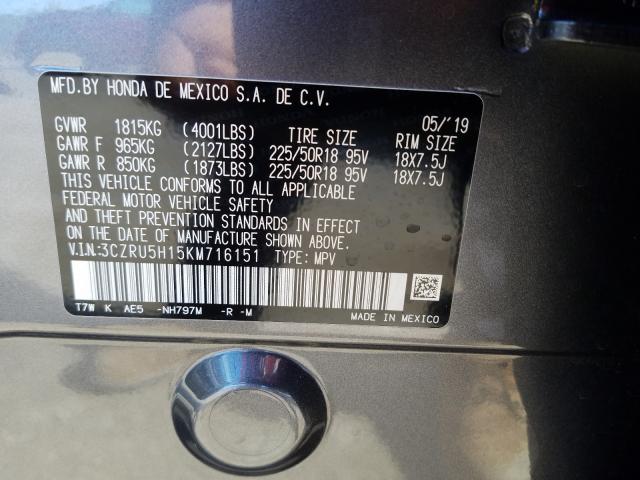 MFD.BY HONDA DE MEXICO S.A. DE C.V.
05/'19
GVWR 1815KG (4001LBS) TIRE SIZE RIM SIZE
GAWR F 965KG (2127LBS) 225/50R18 95V 18X7.5J
GAWR R 850KG (1873LBS) 225/50R18 95V 18X7.5J
THIS VEHICLE CONFORMS TO ALL APPLICABLE
FEDERAL MOTOR VEHICLE SAFETY
AND THEFT PREVENTION STANDARDS IN EFFECT
ON THE DATE OF MANUFACTURE SHOWN ABOVE.
V.I.N.:3CZRU5H15KM716151 TYPE: MPV
T7W K AE5 -NH797M -R -M
MADE IN MEXICO